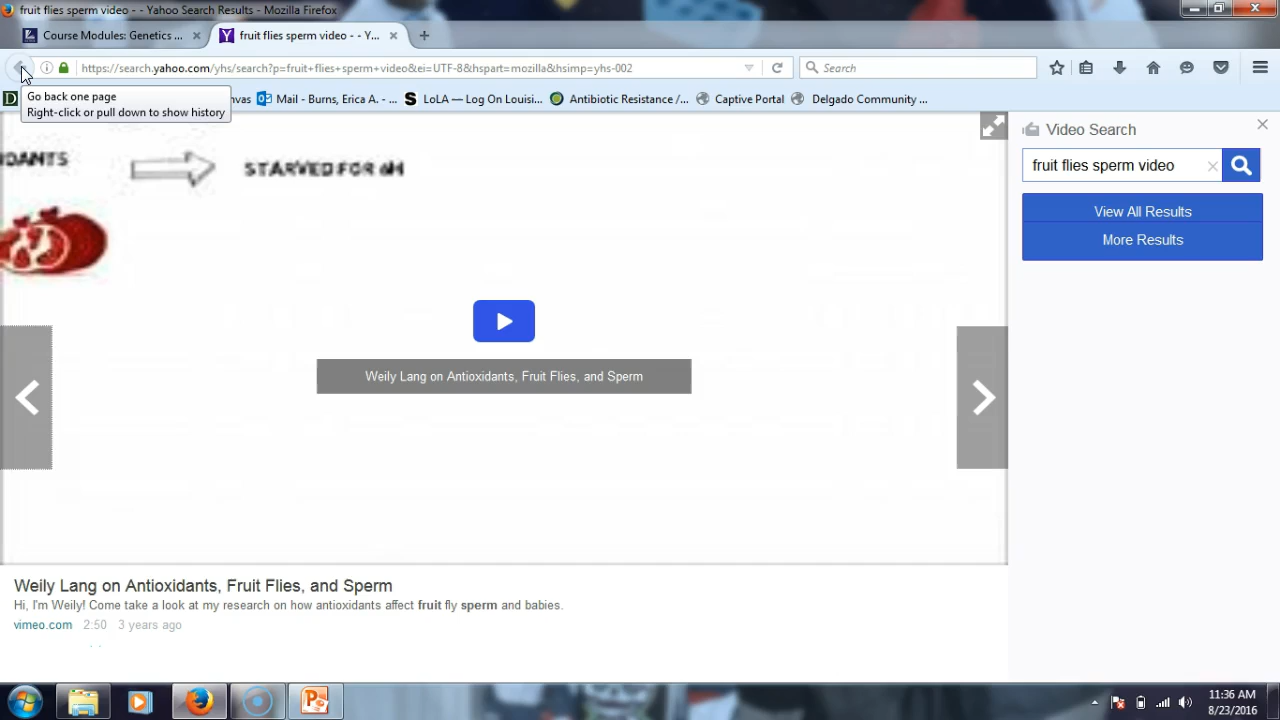 fruit flies sperm video - - Yahoo Search Results - Mozilla Firefox
Course Modules: Genetics ...
fruit flies sperm video - - Y...
https://search.yahoo.com/yhs/search?p=fruit+flies+sperm+video&ei=UTF-8&hspart=mozilla&hsimp=yhs-002
Search
D
nvas
Mail - Burns, Erica A. - ...
LoLA — Log On Louisi...
Antibiotic Resistance /...
Captive Portal
Delgado Community ...
Go back one page
Right-click or pull down to show history
DANTS
STARVED FOR 6H
Weily Lang on Antioxidants, Fruit Flies, and Sperm
Video Search
fruit flies sperm video
View All Results
More Results
Weily Lang on Antioxidants, Fruit Flies, and Sperm
Hi, I'm Weily! Come take a look at my research on how antioxidants affect fruit fly sperm and babies.
vimeo.com 2:50 3 years ago
11:36 AM
8/23/2016